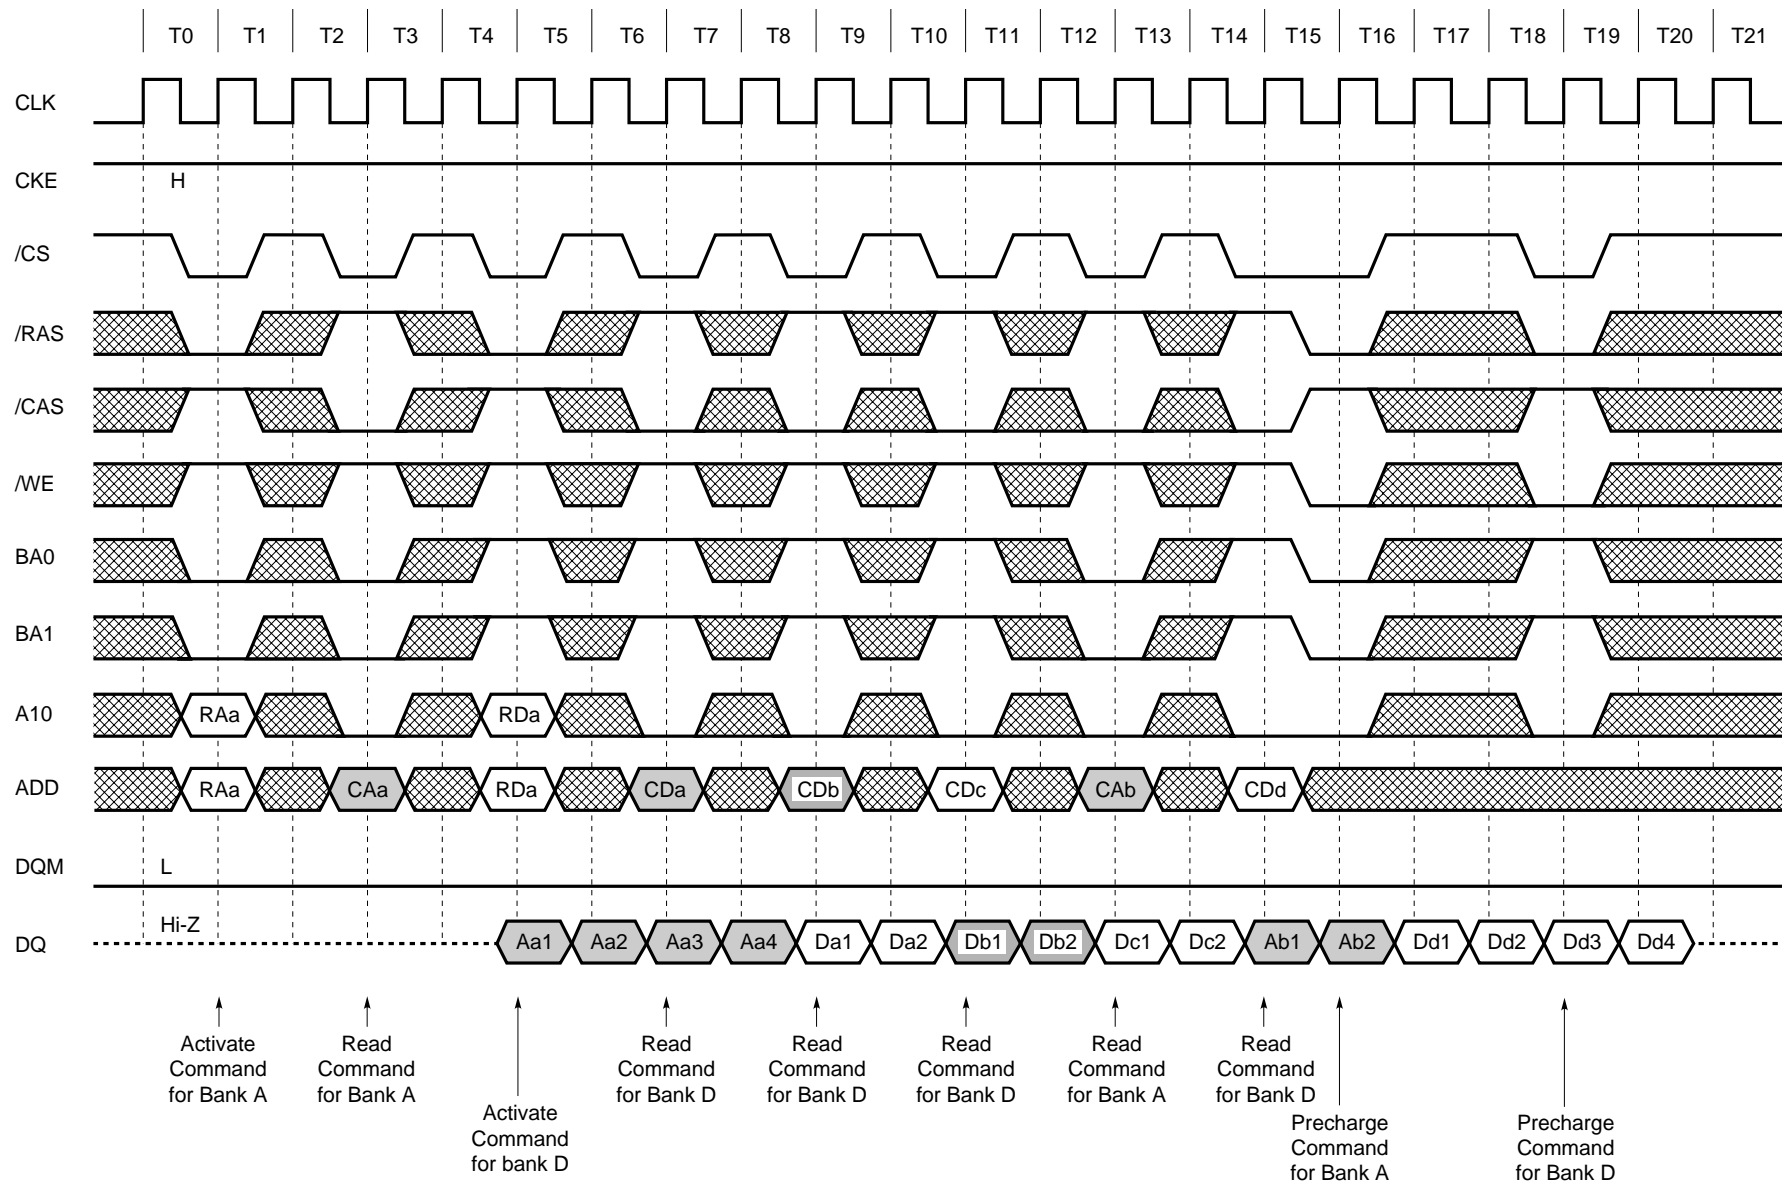 T0 T1 T2 T3 T4 T5 T6 T7 T8 T9 T10 T11 T12 T13 T14 T15 T16 T17 T18 T19 T20 T21
CLK
CKE H
/CS
/RAS
/CAS
/WE
BA0
BA1
A10 RAa RDa
ADD RAa CAa RDa CDa CDb CDc CAb CDd
DQM L
Hi-Z
DQ Aa1 Aa2 Aa3 Aa4 Da1 Da2 Db1 Db2 Dc1 Dc2 Ab1 Ab2 Dd1 Dd2 Dd3 Dd4
Activate
Command
for Bank A
Read
Command
for Bank A
Activate
Command
for bank D
Read
Command
for Bank D
Read
Command
for Bank D
Read
Command
for Bank D
Read
Command
for Bank A
Read
Command
for Bank D
Precharge
Command
for Bank A
Precharge
Command
for Bank D